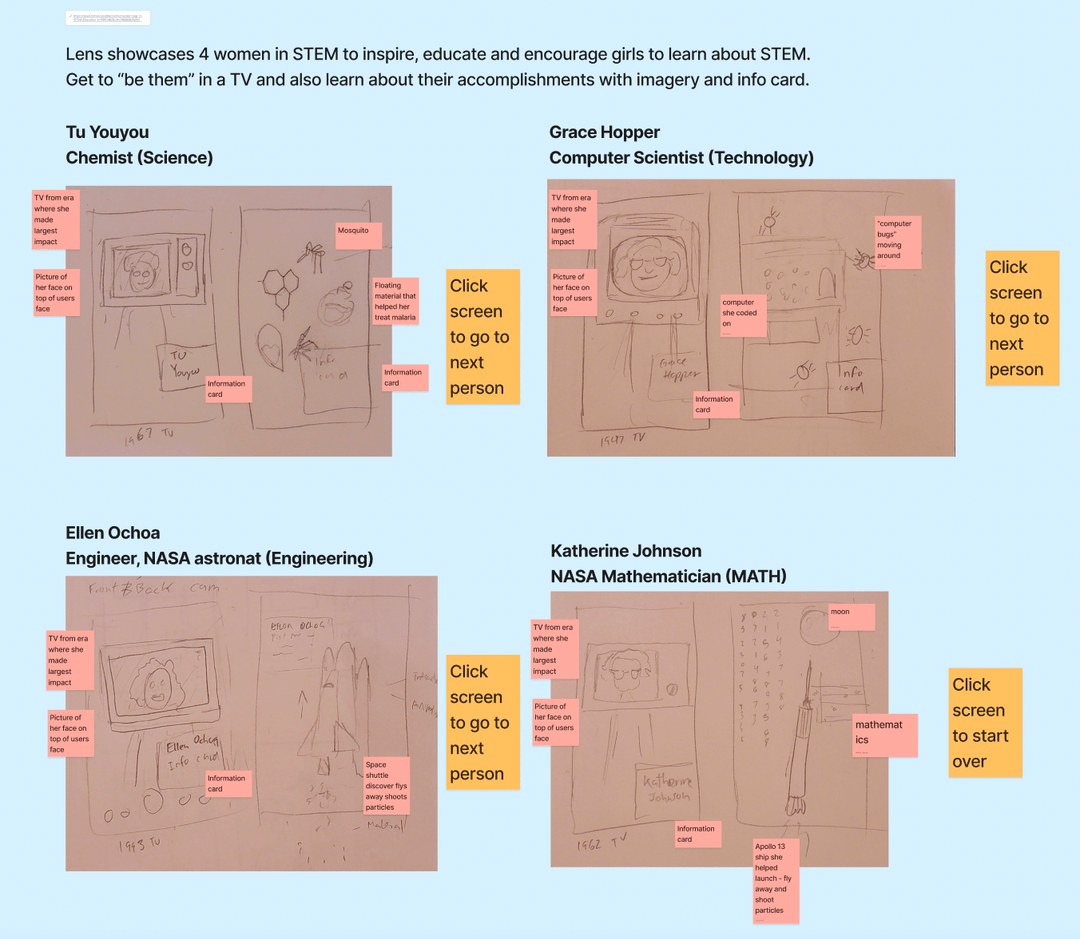 Lens showcases 4 women in STEM to inspire, educate and encourage girls to learn about STEM.
Get to “be them” in a TV and also learn about their accomplishments with imagery and info card.
Tu Youyou
Chemist (Science)
TV from era
where she
made
largest
impact
Picture of
her face on
top of users
face
Tu
Youyou
Information
card
1967 TV
Mosquito
Floating
material that
helped her
treat malaria
Info
card
Information
card
Click
screen
to go to
next
person
Grace Hopper
Computer Scientist (Technology)
TV from era
where she
made
largest
impact
Picture of
her face on
top of users
face
Grace
Hopper
Information
card
1947 TV
"computer
bugs"
moving
around
computer
she coded
on
Info
card
Click
screen
to go to
next
person
Ellen Ochoa
Engineer, NASA astronat (Engineering)
Front & Back cam
TV from era
where she
made
largest
impact
Picture of
her face on
top of users
face
Ellen Ochoa
Info card
Information
card
1993 TV
Ellen Ochoa
Space
shuttle
discover flys
away shoots
particles
Click
screen
to go to
next
person
Katherine Johnson
NASA Mathematician (MATH)
TV from era
where she
made
largest
impact
Picture of
her face on
top of users
face
Katherine
Johnson
Information
card
1962 TV
moon
mathemat
ics
Apollo 13
ship she
helped
launch - fly
away and
shoot
particles
Click
screen
to start
over